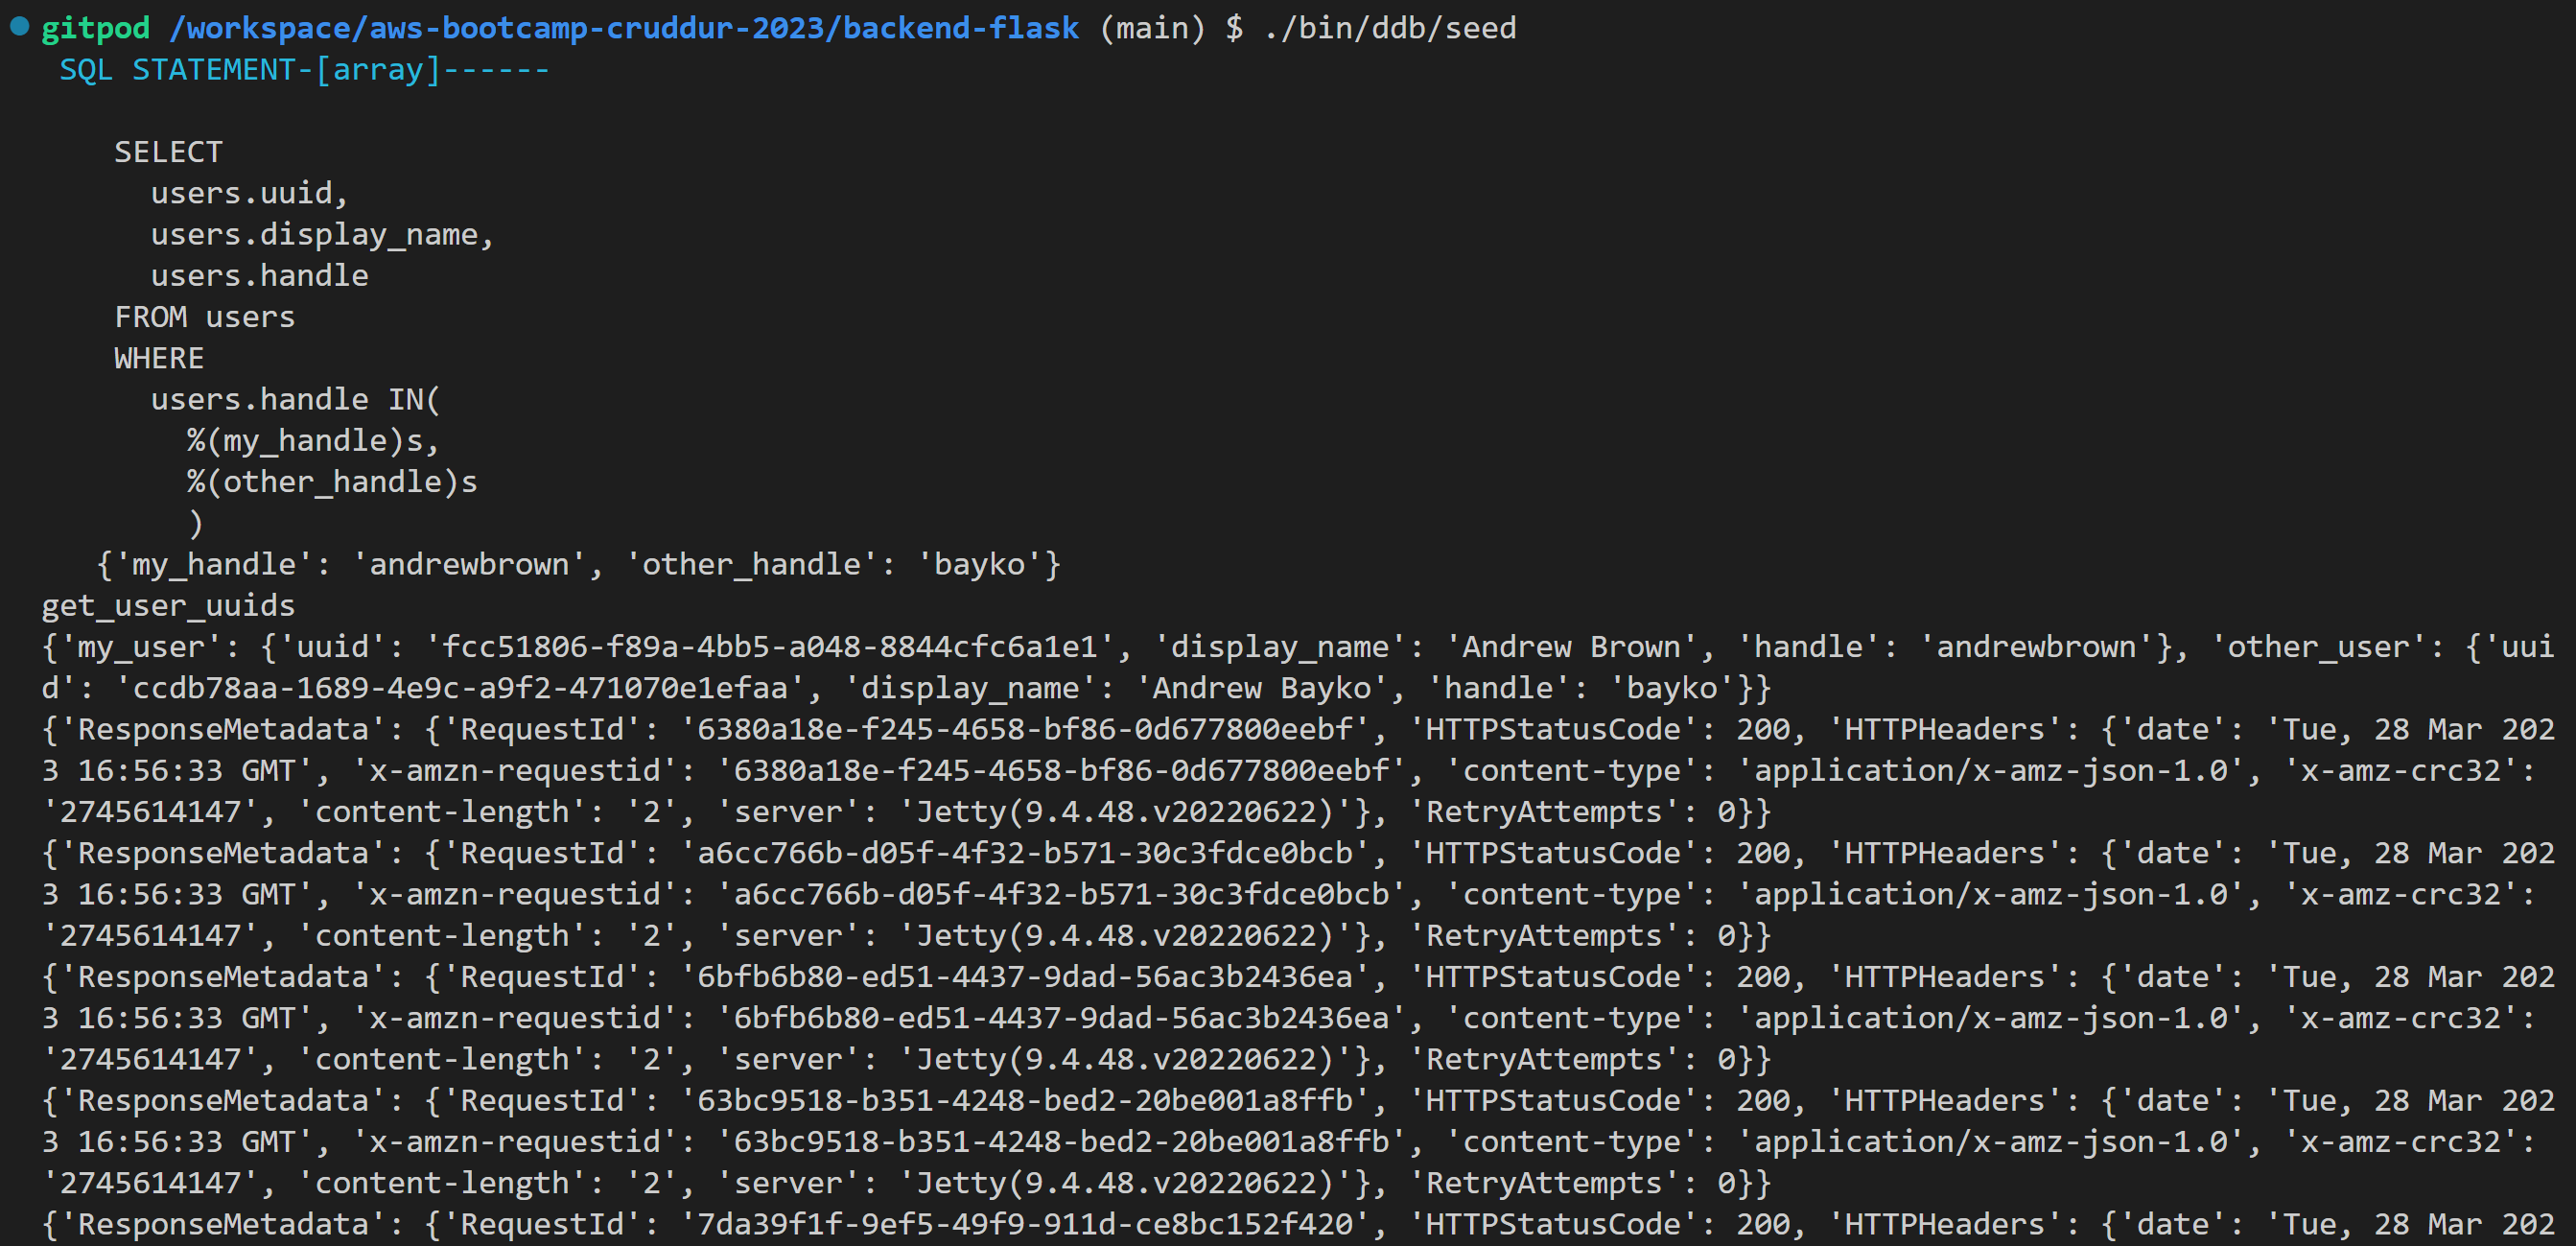 gitpod /workspace/aws-bootcamp-cruddur-2023/backend-flask (main) $ ./bin/ddb/seed
SQL STATEMENT-[array]------
SELECT
users.uuid,
users.display_name,
users.handle
FROM users
WHERE
users.handle IN(
%(my_handle)s,
%(other_handle)s
)
{'my_handle': 'andrewbrown', 'other_handle': 'bayko'}
get_user_uuids
{'my_user': {'uuid': 'fcc51806-f89a-4bb5-a048-8844cfc6a1e1', 'display_name': 'Andrew Brown', 'handle': 'andrewbrown'}, 'other_user': {'uui
d': 'ccdb78aa-1689-4e9c-a9f2-471070e1efaa', 'display_name': 'Andrew Bayko', 'handle': 'bayko'}}
{'ResponseMetadata': {'RequestId': '6380a18e-f245-4658-bf86-0d677800eebf', 'HTTPStatusCode': 200, 'HTTPHeaders': {'date': 'Tue, 28 Mar 202
3 16:56:33 GMT', 'x-amzn-requestid': '6380a18e-f245-4658-bf86-0d677800eebf', 'content-type': 'application/x-amz-json-1.0', 'x-amz-crc32':
'2745614147', 'content-length': '2', 'server': 'Jetty(9.4.48.v20220622)'}, 'RetryAttempts': 0}}
{'ResponseMetadata': {'RequestId': 'a6cc766b-d05f-4f32-b571-30c3fdce0bcb', 'HTTPStatusCode': 200, 'HTTPHeaders': {'date': 'Tue, 28 Mar 202
3 16:56:33 GMT', 'x-amzn-requestid': 'a6cc766b-d05f-4f32-b571-30c3fdce0bcb', 'content-type': 'application/x-amz-json-1.0', 'x-amz-crc32':
'2745614147', 'content-length': '2', 'server': 'Jetty(9.4.48.v20220622)'}, 'RetryAttempts': 0}}
{'ResponseMetadata': {'RequestId': '6bfb6b80-ed51-4437-9dad-56ac3b2436ea', 'HTTPStatusCode': 200, 'HTTPHeaders': {'date': 'Tue, 28 Mar 202
3 16:56:33 GMT', 'x-amzn-requestid': '6bfb6b80-ed51-4437-9dad-56ac3b2436ea', 'content-type': 'application/x-amz-json-1.0', 'x-amz-crc32':
'2745614147', 'content-length': '2', 'server': 'Jetty(9.4.48.v20220622)'}, 'RetryAttempts': 0}}
{'ResponseMetadata': {'RequestId': '63bc9518-b351-4248-bed2-20be001a8ffb', 'HTTPStatusCode': 200, 'HTTPHeaders': {'date': 'Tue, 28 Mar 202
3 16:56:33 GMT', 'x-amzn-requestid': '63bc9518-b351-4248-bed2-20be001a8ffb', 'content-type': 'application/x-amz-json-1.0', 'x-amz-crc32':
'2745614147', 'content-length': '2', 'server': 'Jetty(9.4.48.v20220622)'}, 'RetryAttempts': 0}}
{'ResponseMetadata': {'RequestId': '7da39f1f-9ef5-49f9-911d-ce8bc152f420', 'HTTPStatusCode': 200, 'HTTPHeaders': {'date': 'Tue, 28 Mar 202